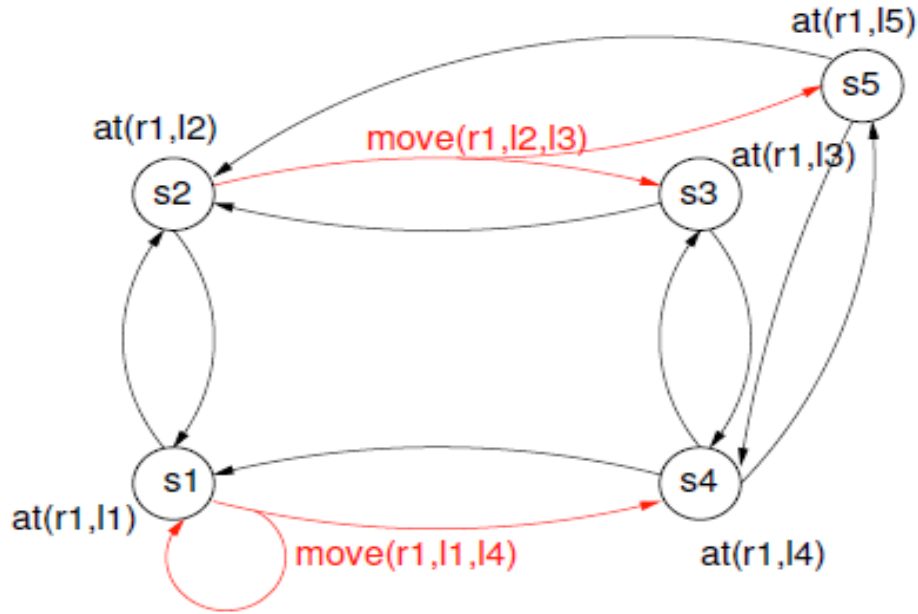 at(r1,l5)
s5
at(r1,l2)
move(r1,l2,l3)
at(r1,l3)
s2
s3
s1
s4
at(r1,l1)
move(r1,l1,l4)
at(r1,l4)